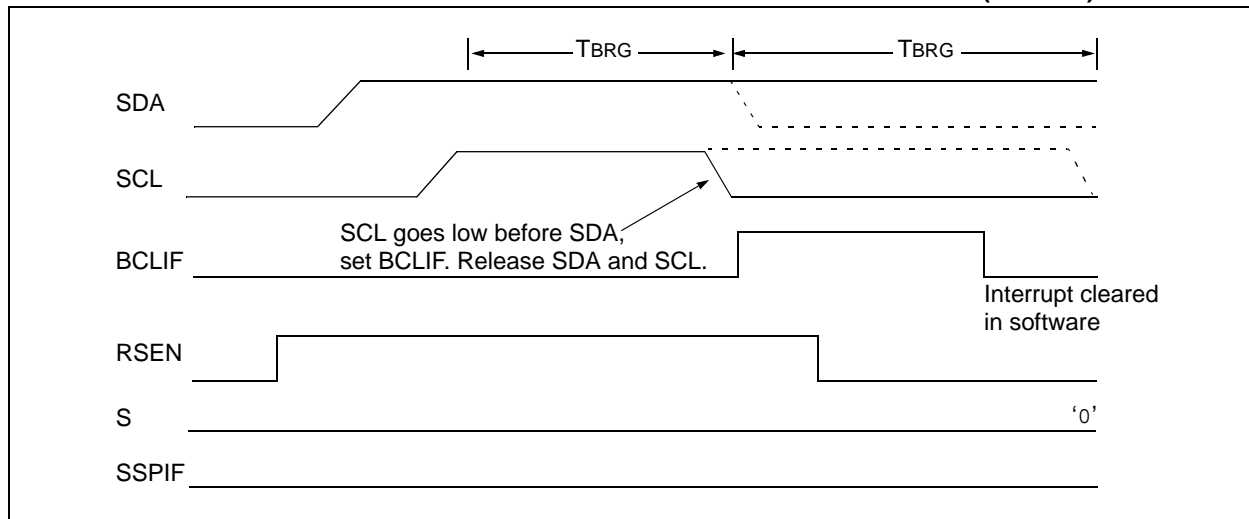 TBRG TBRG
SDA
SCL
SCL goes low before SDA,
set BCLIF. Release SDA and SCL.
BCLIF
Interrupt cleared
in software
RSEN
S '0'
SSPIF